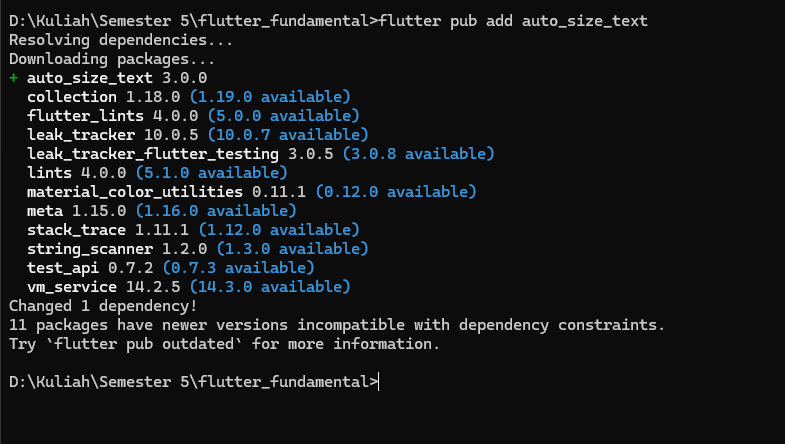 D:\Kuliah\Semester 5\flutter_fundamental>flutter pub add auto_size_text
Resolving dependencies...
Downloading packages...
+ auto_size_text 3.0.0
  collection 1.18.0 (1.19.0 available)
  flutter_lints 4.0.0 (5.0.0 available)
  leak_tracker 10.0.5 (10.0.7 available)
  leak_tracker_flutter_testing 3.0.5 (3.0.8 available)
  lints 4.0.0 (5.1.0 available)
  material_color_utilities 0.11.1 (0.12.0 available)
  meta 1.15.0 (1.16.0 available)
  stack_trace 1.11.1 (1.12.0 available)
  string_scanner 1.2.0 (1.3.0 available)
  test_api 0.7.2 (0.7.3 available)
  vm_service 14.2.5 (14.3.0 available)
Changed 1 dependency!
11 packages have newer versions incompatible with dependency constraints.
Try `flutter pub outdated` for more information.
D:\Kuliah\Semester 5\flutter_fundamental>